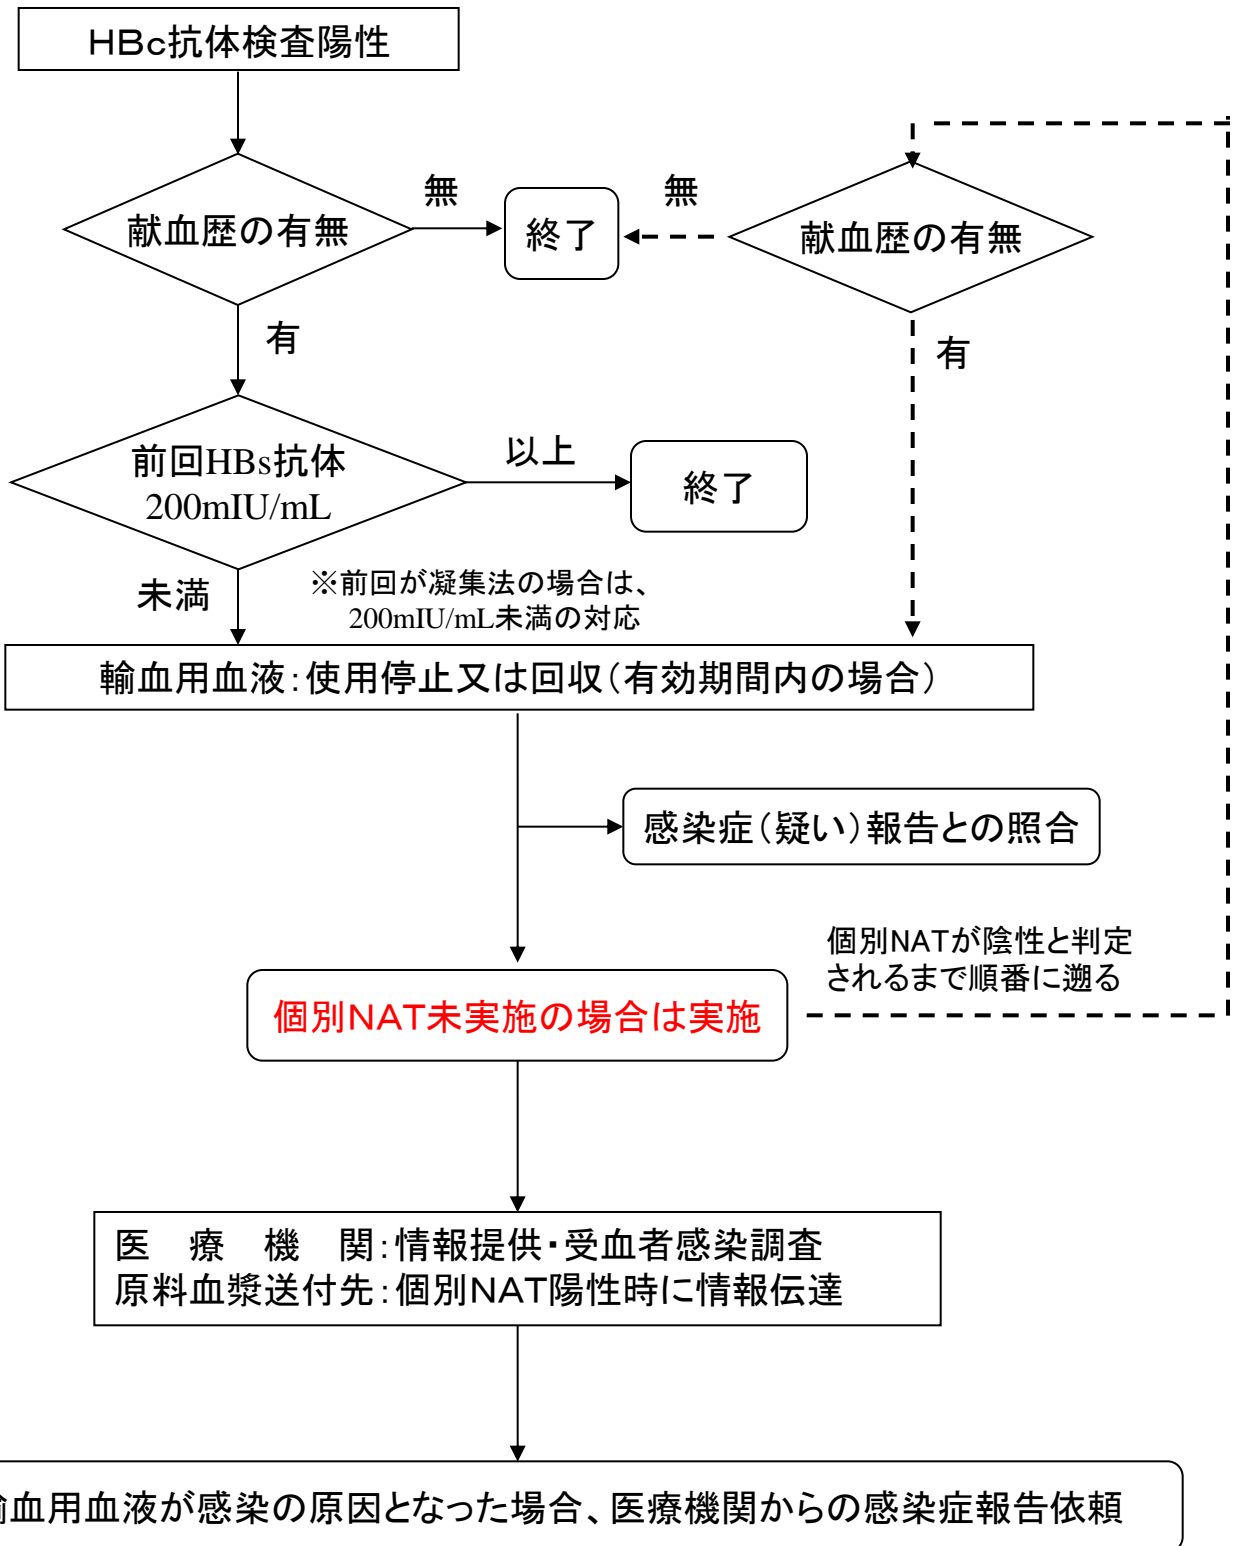 HBc抗体検査陽性
献血歴の有無
無
終了
無
献血歴の有無
有
有
前回HBs抗体
200mIU/mL
以上
終了
未満
※前回が凝集法の場合は、
200mIU/mL未満の対応
輸血用血液:使用停止又は回収(有効期間内の場合)
感染症(疑い)報告との照合
個別NATが陰性と判定
されるまで順番に遡る
個別NAT未実施の場合は実施
医 療 機 関:情報提供・受血者感染調査
原料血漿送付先:個別NAT陽性時に情報伝達
輸血用血液が感染の原因となった場合、医療機関からの感染症報告依頼